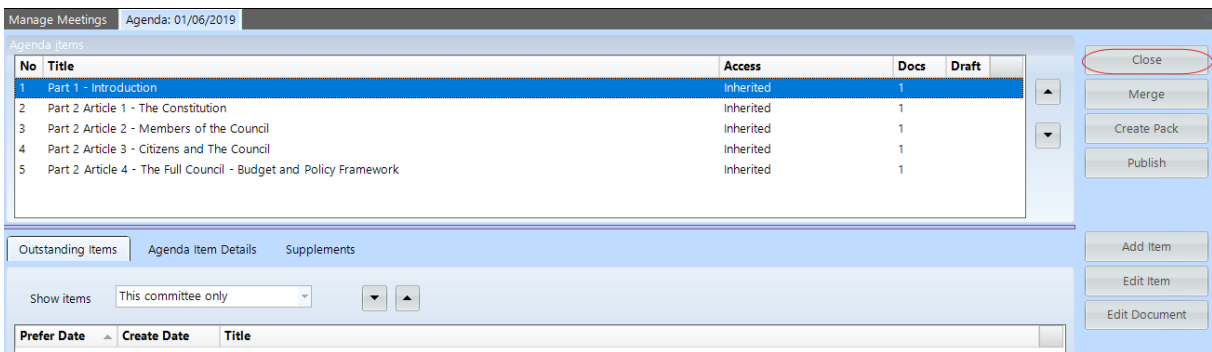 Manage Meetings Agenda: 01/06/2019
Agenda items
No Title Access Docs Draft
1 Part 1 - Introduction Inherited 1
2 Part 2 Article 1 - The Constitution Inherited 1
3 Part 2 Article 2 - Members of the Council Inherited 1
4 Part 2 Article 3 - Citizens and The Council Inherited 1
5 Part 2 Article 4 - The Full Council - Budget and Policy Framework Inherited 1
Close
Merge
Create Pack
Publish
Outstanding Items Agenda Item Details Supplements
Show items This committee only
Prefer Date Create Date Title
Add Item
Edit Item
Edit Document